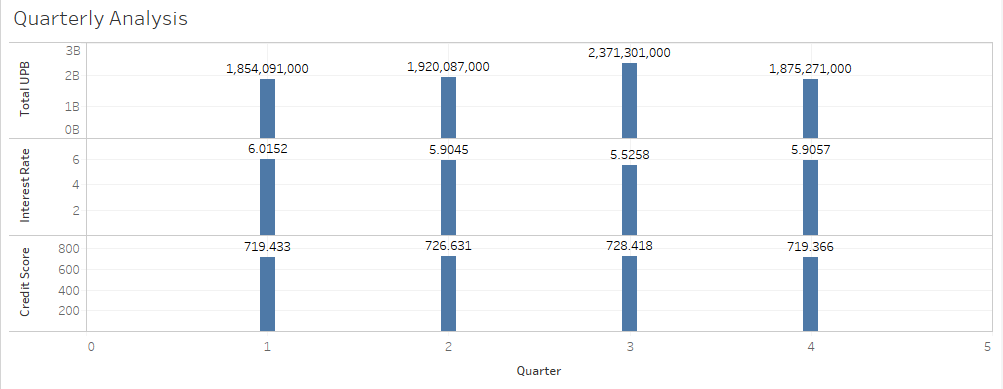 Quarterly Analysis
Total UPB
3B
2B
1B
0B
1,854,091,000
1,920,087,000
2,371,301,000
1,875,271,000
Interest Rate
6
4
2
6.0152
5.9045
5.5258
5.9057
Credit Score
800
600
400
200
719.433
726.631
728.418
719.366
0 1 2 3 4 5
Quarter